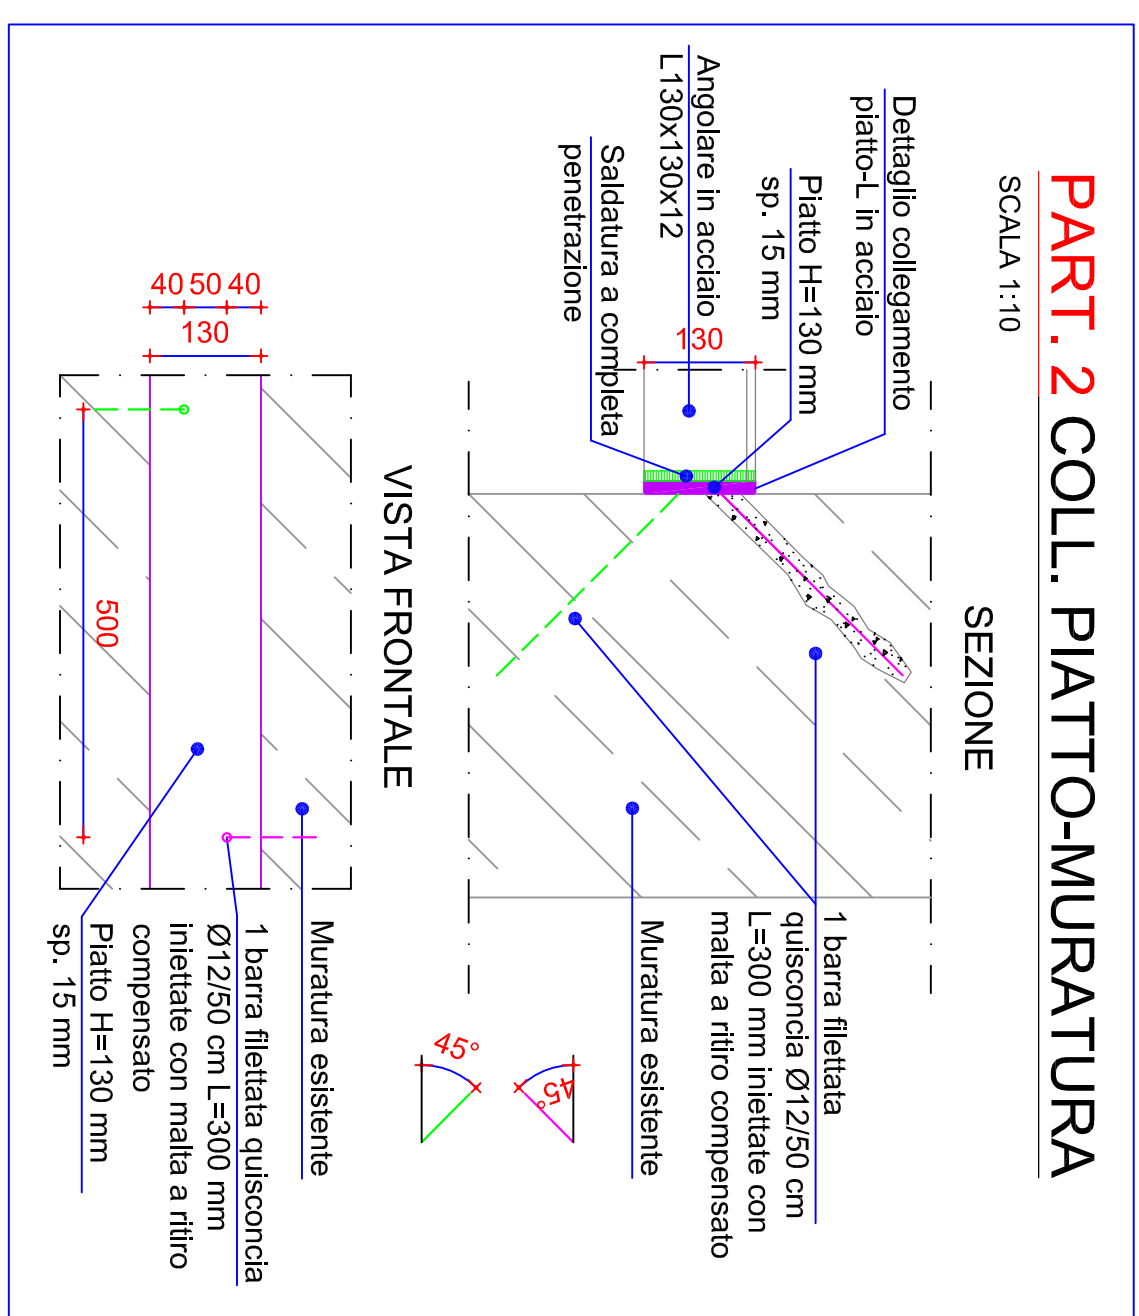 PART. 2 COLL. PIATTO-MURATURA
SCALA 1:10
SEZIONE
Dettaglio collegamento
piatto-L in acciaio
Piatto H=130 mm
sp. 15 mm
Angolare in acciaio
L130x130x12
Saldatura a completa
penetrazione
130
1 barra filettata
quisconcia Ø12/50 cm
L=300 mm iniettate con
malta a ritiro compensato
Muratura esistente
45°
45°
VISTA FRONTALE
40
50
40
130
500
Muratura esistente
1 barra filettata quisconcia
Ø12/50 cm L=300 mm
iniettate con malta a ritiro
compensato
Piatto H=130 mm
sp. 15 mm